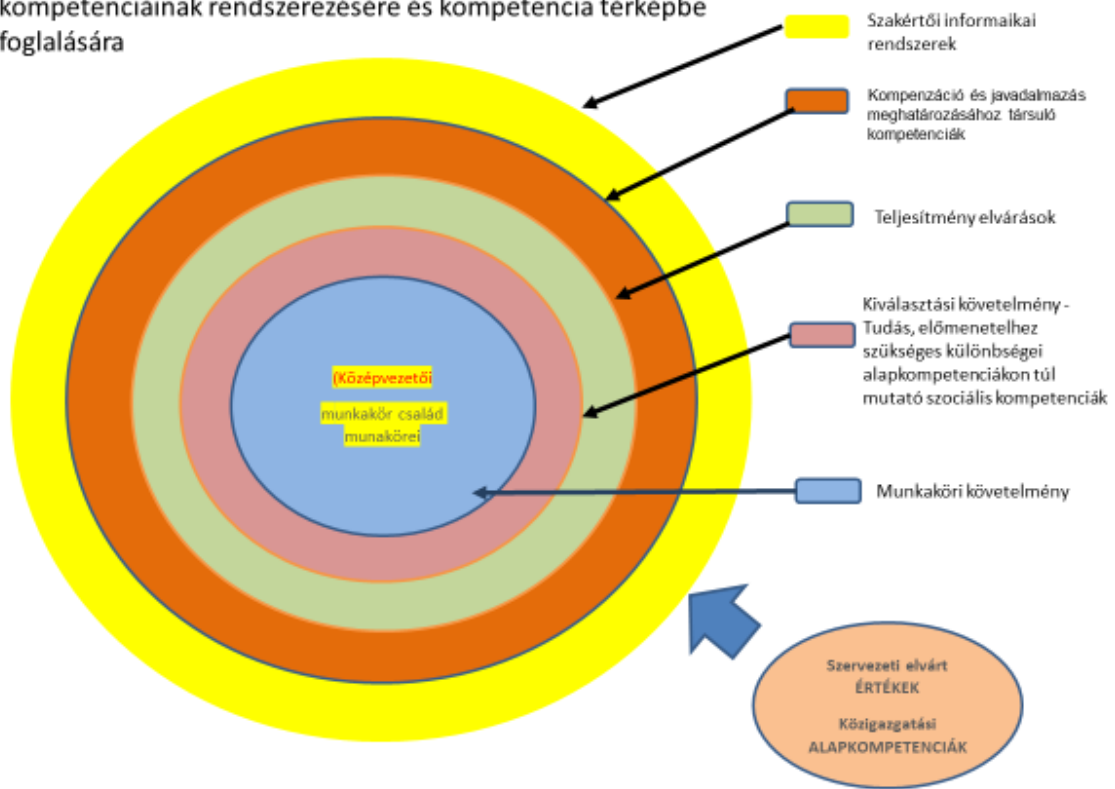 kompetenciáinak rendszerezésére és kompetencia térképbe
foglalására
Szakértői informaikai
rendszerek
Kompenzáció és javadalmazás
meghatározásához társuló
kompetenciák
Teljesítmény elvárások
Kiválasztási követelmény -
Tudás, előmenetelhez
szükséges különbségei
alapkompetenciákon túl
mutató szociális kompetenciák
Munkaköri követelmény
(Középvezetői
munkakör család
munakörei
Szervezeti elvárt
ÉRTÉKEK
Közigazgatási
ALAPKOMPETENCIÁK